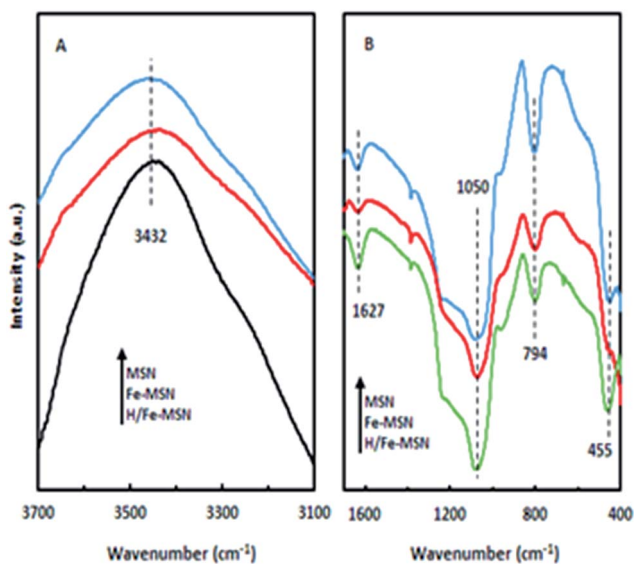 A
3432
Intensity (a.u.)
MSN
Fe-MSN
H/Fe-MSN
3700
3500
3300
3100
Wavenumber (cm⁻¹)
B
1050
1627
794
455
MSN
Fe-MSN
H/Fe-MSN
1600
1200
800
400
Wavenumber (cm⁻¹)